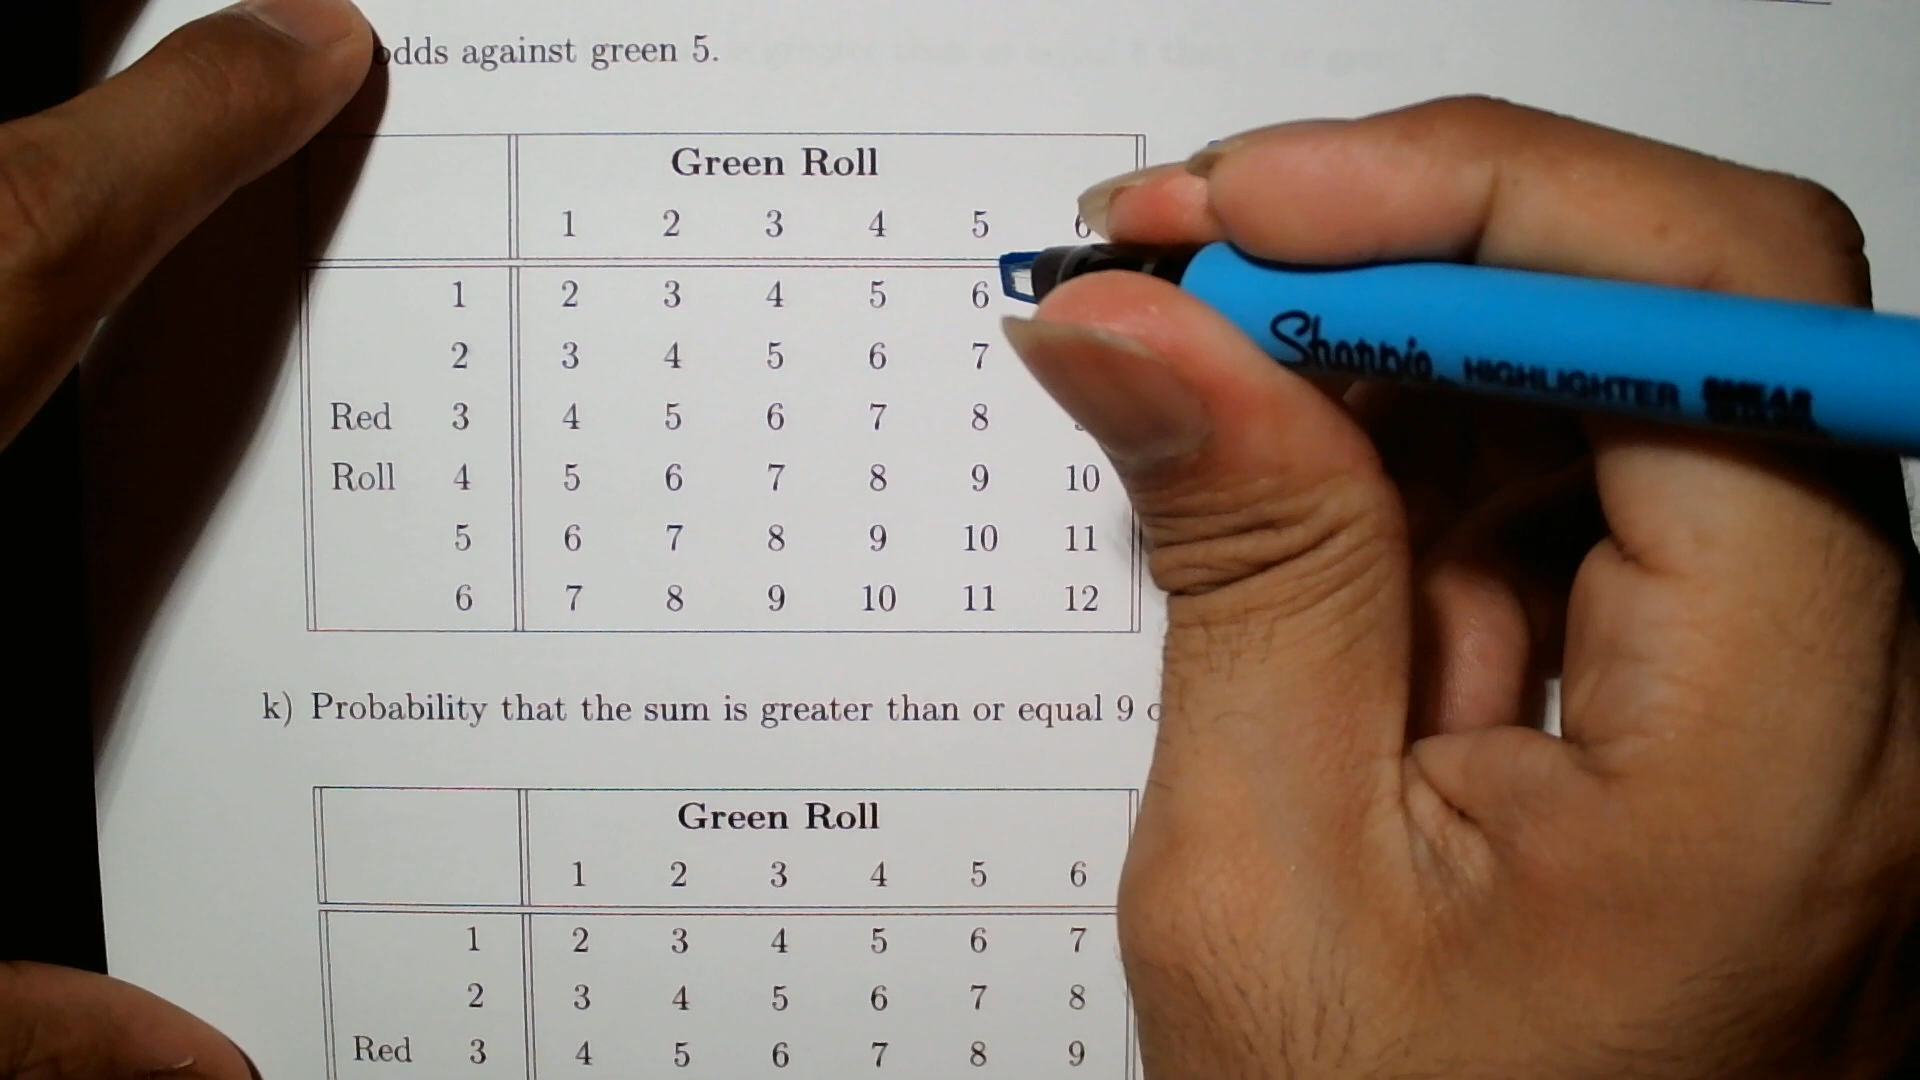 odds against green 5.
Green Roll
1 2 3 4 5 6
1 2 3 4 5 6
2 3 4 5 6 7
Red 3 4 5 6 7 8
Roll 4 5 6 7 8 9 10
5 6 7 8 9 10 11
6 7 8 9 10 11 12
k) Probability that the sum is greater than or equal 9
Green Roll
1 2 3 4 5 6
1 2 3 4 5 6 7
2 3 4 5 6 7 8
Red 3 4 5 6 7 8 9
Sharpie HIGHLIGHTER SMEAR